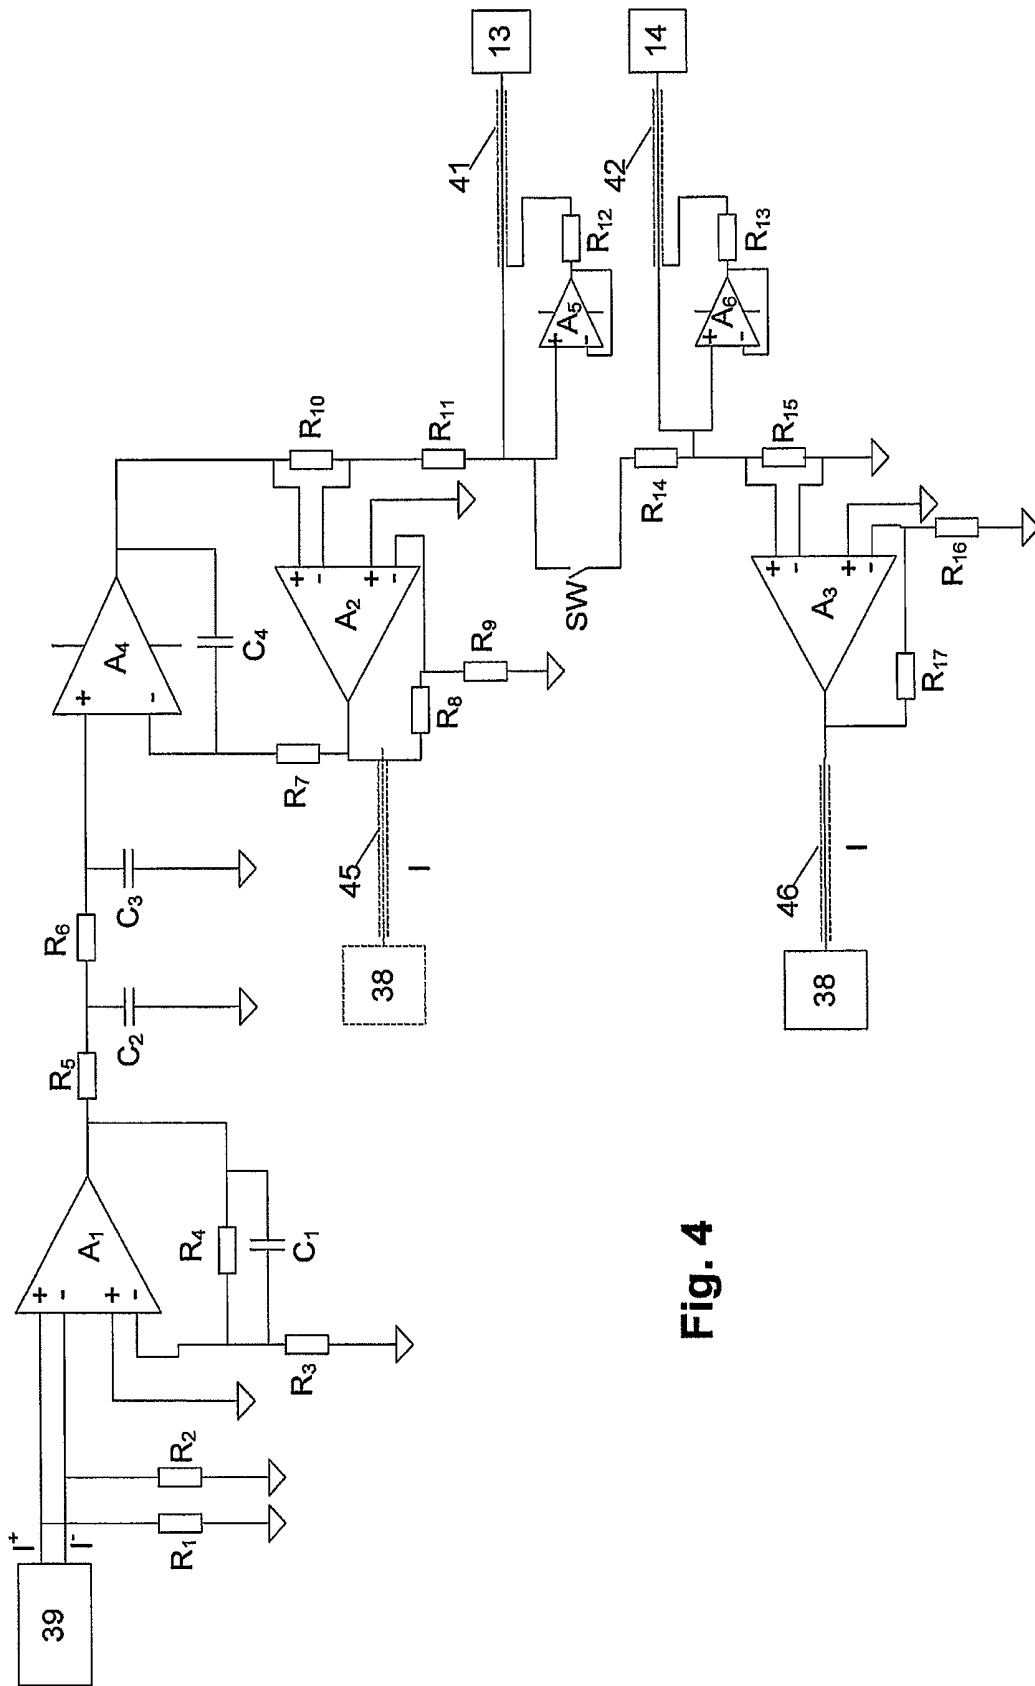 39
I+
I-
R1
R2
+
-
+
-
A1
R3
R4
C1
R5
C2
R6
C3
+
-
A4
C4
R7
45
I
38
+
-
+
-
A2
R8
R9
R10
R11
41
13
+
-
A5
R12
SW
R14
42
14
+
-
A6
R13
R15
+
-
+
-
A3
R16
R17
46
I
38
Fig. 4